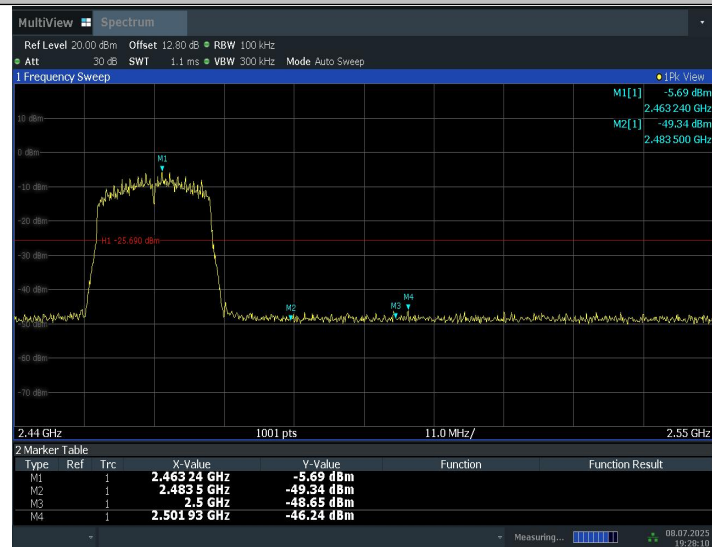 MultiView Spectrum
Ref Level 20.00 dBm Offset 12.80 dB RBW 100 kHz
Att 30 dB SWT 1.1 ms VBW 300 kHz Mode Auto Sweep
1 Frequency Sweep 1Pk View
M1[1] -5.69 dBm
2.463 240 GHz
M2[1] -49.34 dBm
2.483 500 GHz
10 dBm
0 dBm
M1
-10 dBm
-20 dBm
H1 -25.690 dBm
-30 dBm
-40 dBm
M2 M3 M4
-50 dBm
-60 dBm
-70 dBm
2.44 GHz 1001 pts 11.0 MHz/ 2.55 GHz
2 Marker Table
Type Ref Trc X-Value Y-Value Function Function Result
M1 1 2.463 24 GHz -5.69 dBm
M2 1 2.483 5 GHz -49.34 dBm
M3 1 2.5 GHz -48.65 dBm
M4 1 2.501 93 GHz -46.24 dBm
Measuring... 08.07.2025
19:28:10